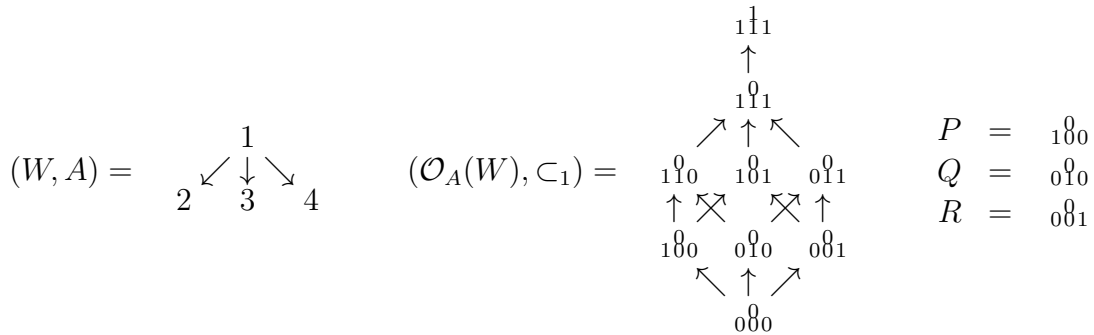 1
111
↑
0
111
1
↗ ↑ ↖
P = 0
100
(W, A) = ↙ ↓ ↘
(𝒪_A(W), ⊂₁) =
0 0 0
110 101 011
Q = 0
010
2 3 4
↑ ↖↗ ↖↗ ↑
R = 0
001
0 0 0
100 010 001
↖ ↑ ↗
0
000